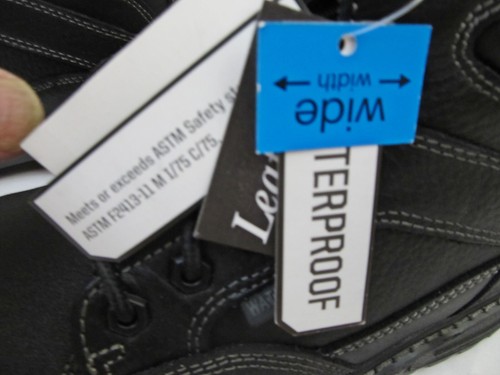 wide
width
Meets or exceeds ASTM Safety st
ASTM F2413-11 M I/75 C/75.
Lea
TERPROOF